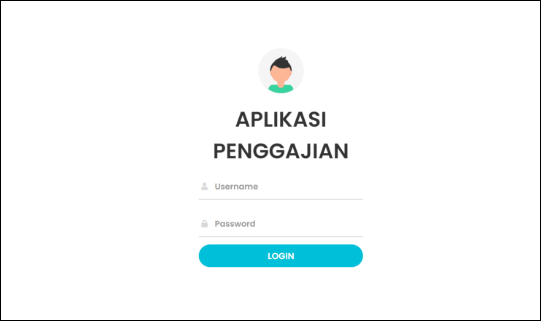 APLIKASI
PENGGAJIAN
Username
Password
LOGIN